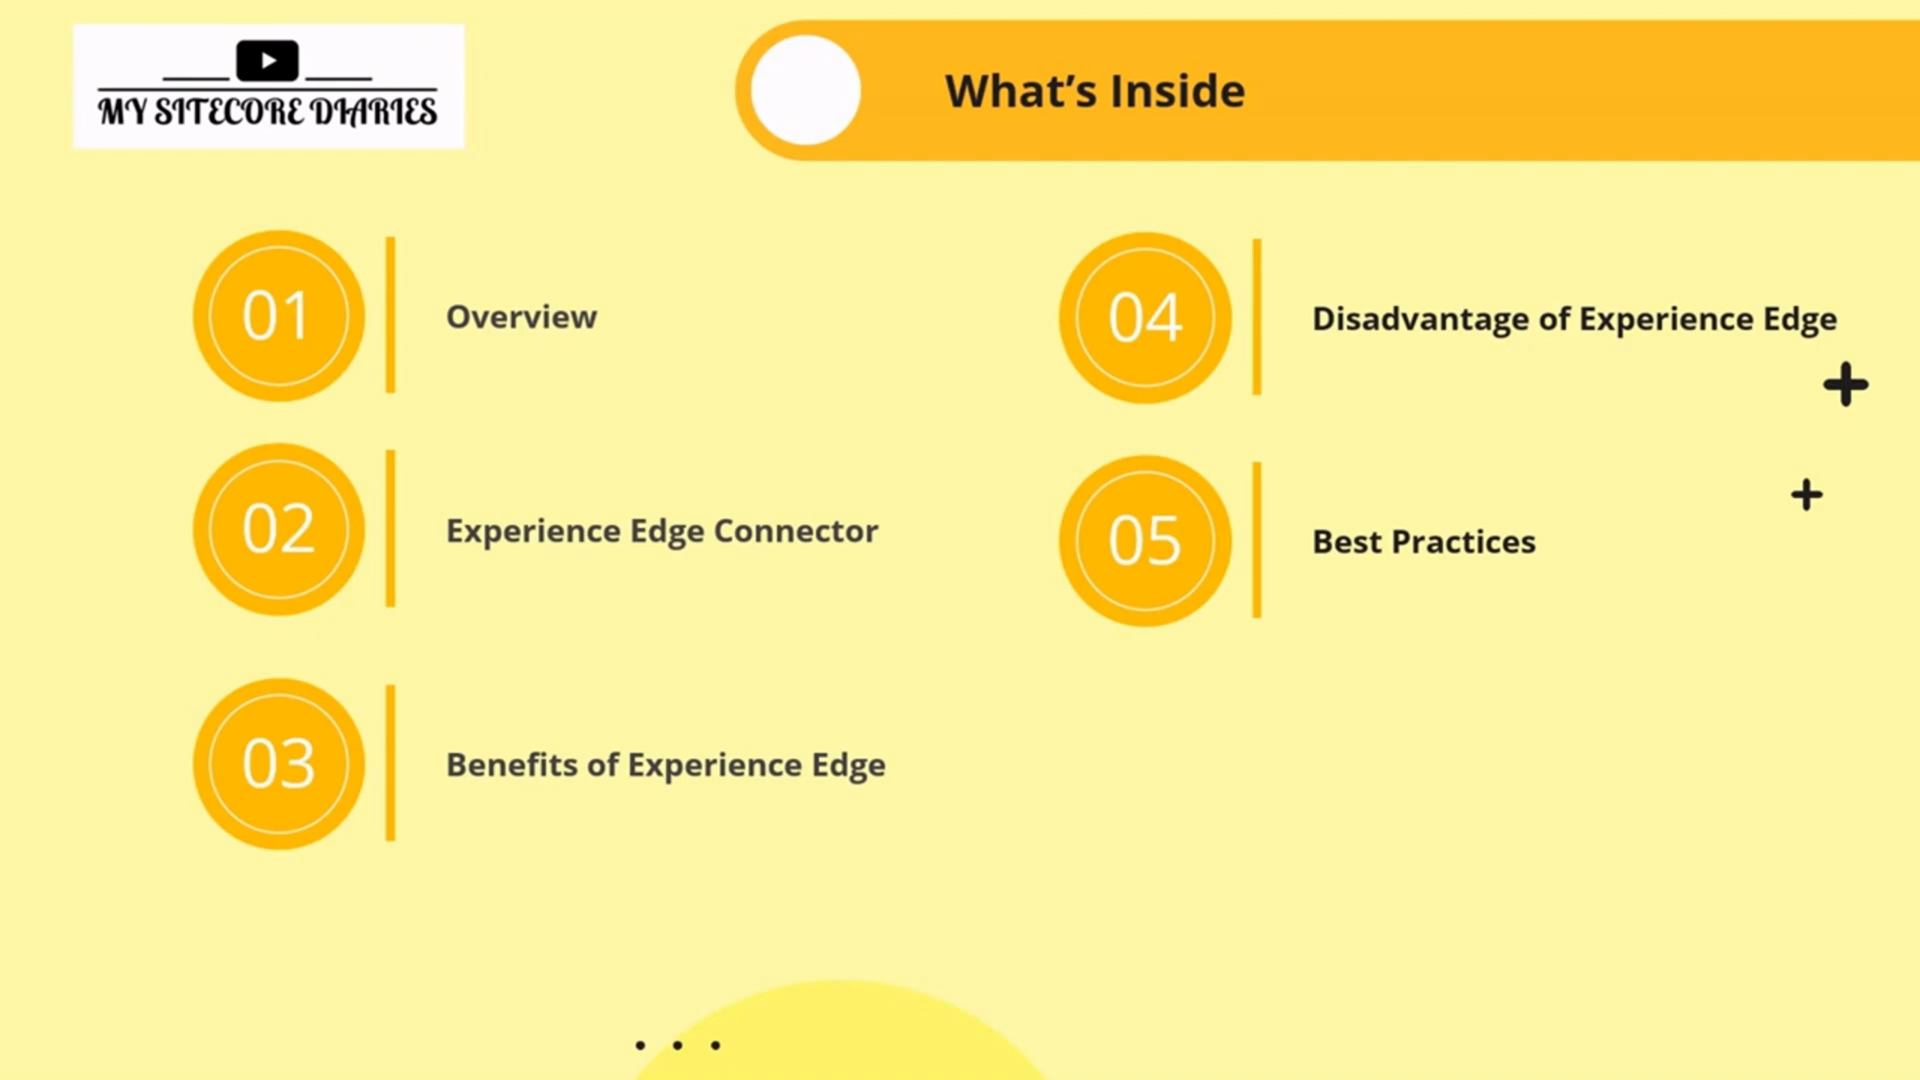 MY SITECORE DIARIES
What’s Inside
01
Overview
02
Experience Edge Connector
03
Benefits of Experience Edge
04
Disadvantage of Experience Edge
05
Best Practices